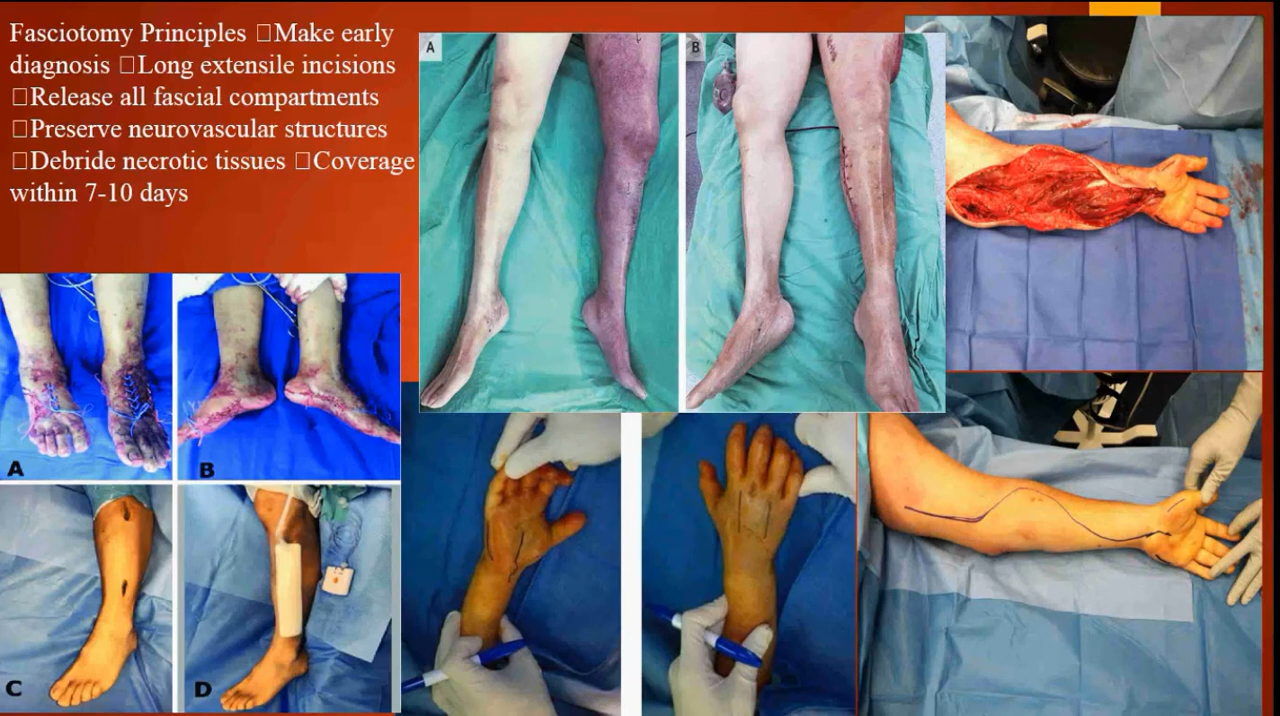 Fasciotomy Principles □Make early
diagnosis □Long extensile incisions
□Release all fascial compartments
□Preserve neurovascular structures
□Debride necrotic tissues □Coverage
within 7-10 days
A
B
A
B
C
D